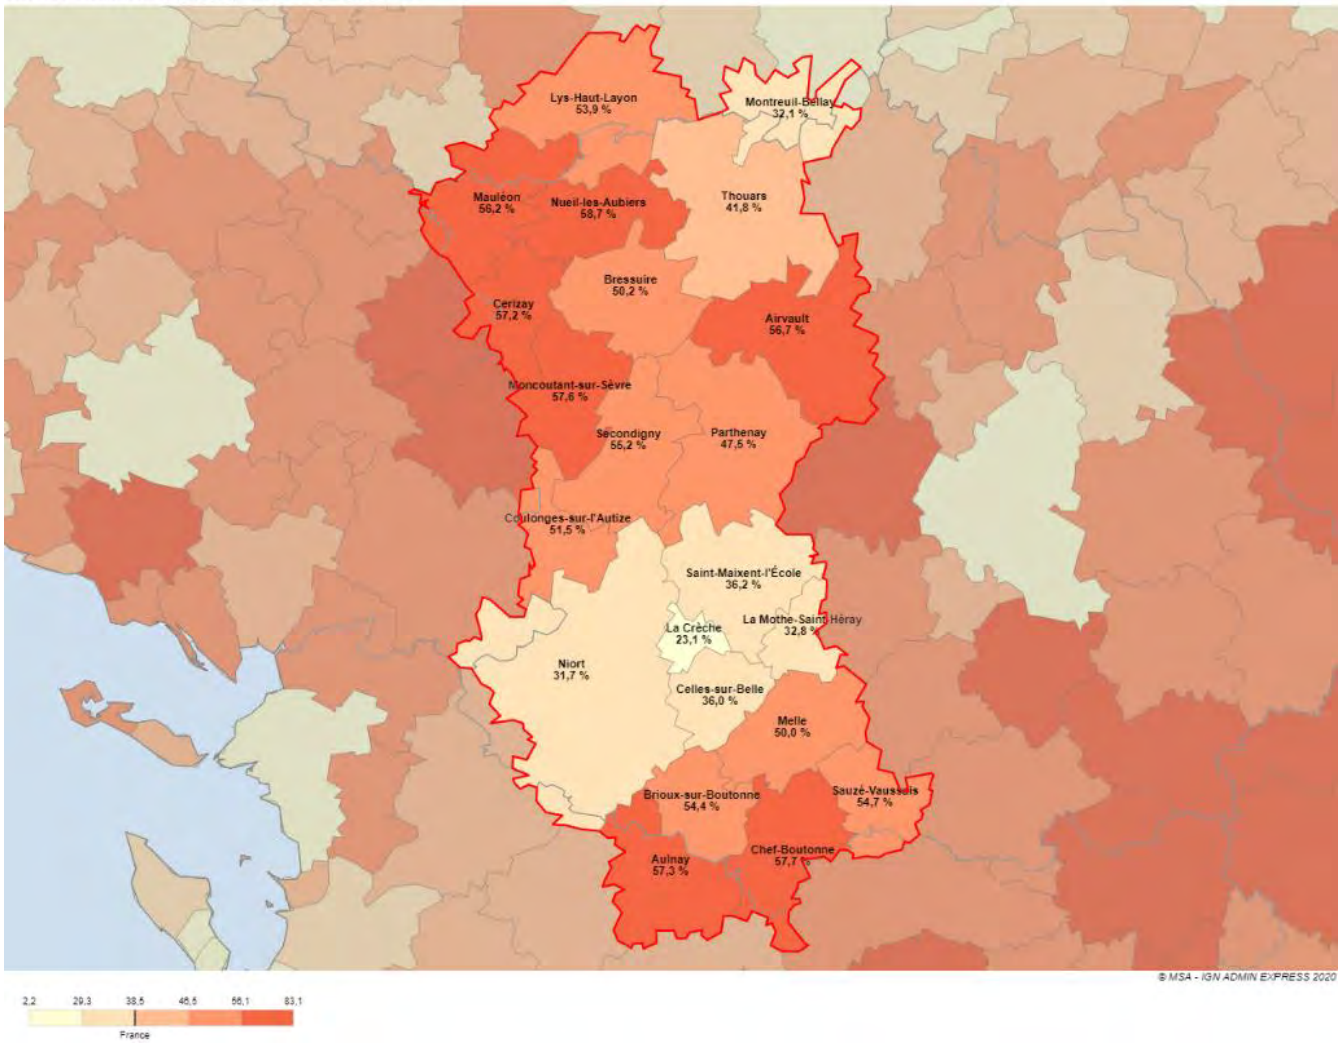 Lys-Haut-Layon
53,9 %
Montreuil-Bellay
32,1 %
Mauléon
56,2 %
Nueil-les-Aubiers
58,7 %
Thouars
41,8 %
Bressuire
50,2 %
Cerizay
57,2 %
Airvault
56,7 %
Moncoutant-sur-Sèvre
57,6 %
Secondigny
55,2 %
Parthenay
47,5 %
Coulonges-sur-l'Autize
51,5 %
Saint-Maixent-l'École
36,2 %
La Crèche
23,1 %
La Mothe-Saint-Héray
32,8 %
Niort
31,7 %
Celles-sur-Belle
36,0 %
Melle
50,0 %
Brioux-sur-Boutonne
54,4 %
Sauzé-Vaussais
54,7 %
Aulnay
57,3 %
Chef-Boutonne
57,7 %
© MSA - IGN ADMIN EXPRESS 2020
2,2 29,3 38,5 46,5 56,1 83,1
France